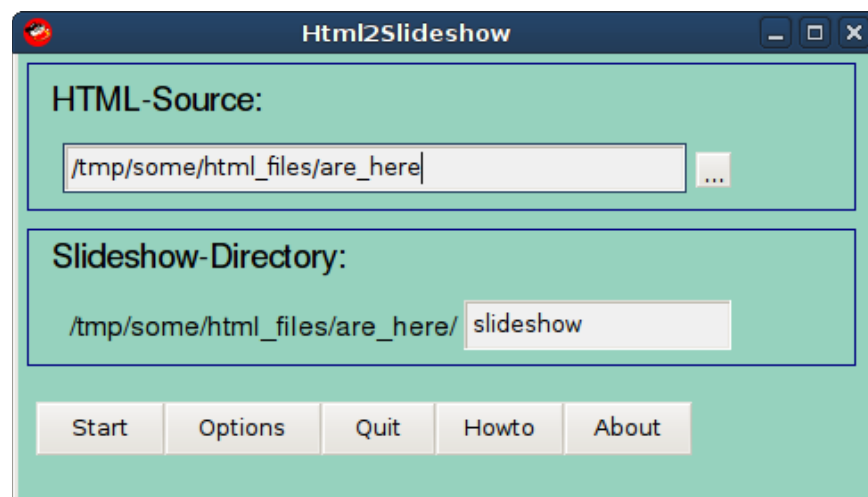 Html2Slideshow
HTML-Source:
/tmp/some/html_files/are_here
...
Slideshow-Directory:
/tmp/some/html_files/are_here/ slideshow
Start Options Quit Howto About